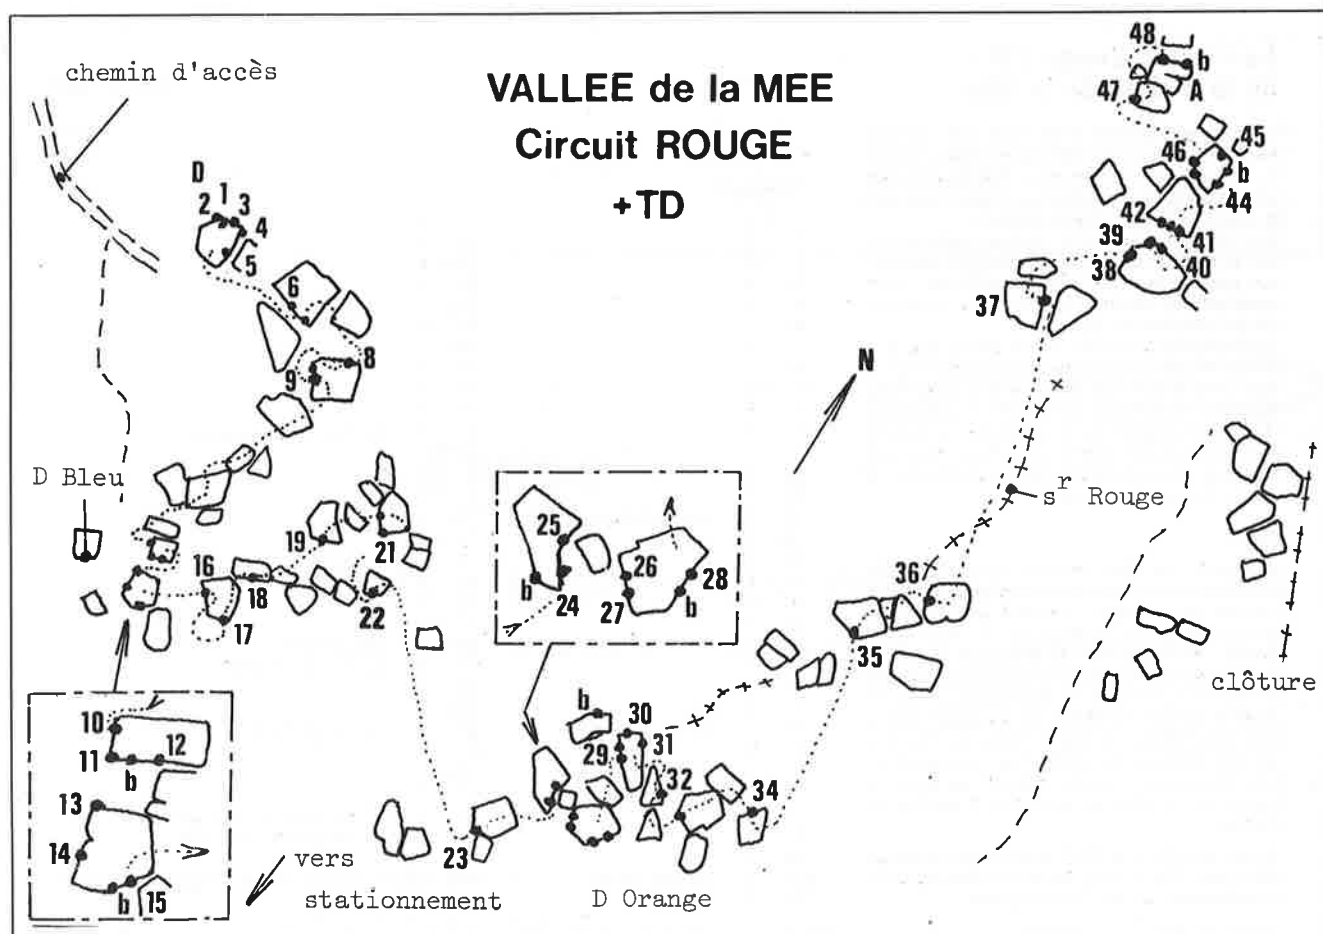 VALLEE de la MEE
Circuit ROUGE
+TD
chemin d'accès
D
1
2
3
4
5
6
8
9
D Bleu
16
17
18
19
21
22
10
11
b
12
13
14
b
15
vers
stationnement
23
25
b
24
26
27
28
b
N
b
29
30
31
32
34
D Orange
35
36
sr Rouge
clôture
37
38
39
40
41
42
44
45
b
46
47
48
b
A